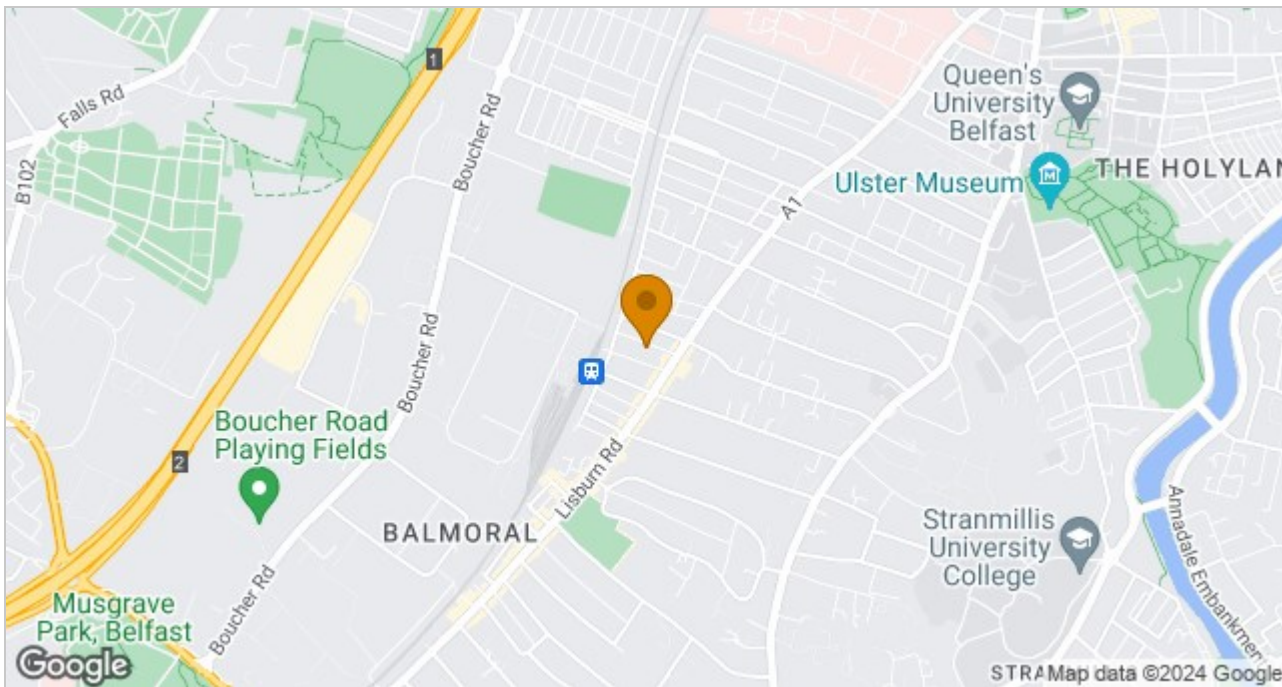 1
Falls Rd
B102
Boucher Rd
Queen's
University
Belfast
Ulster Museum
THE HOLYLAN
A1
Boucher Rd
Boucher Road
Playing Fields
2
BALMORAL
Lisburn Rd
Stranmillis
University
College
Annadale Embankmen
Musgrave
Park, Belfast
Boucher Rd
Google
STRA
Map data ©2024 Google